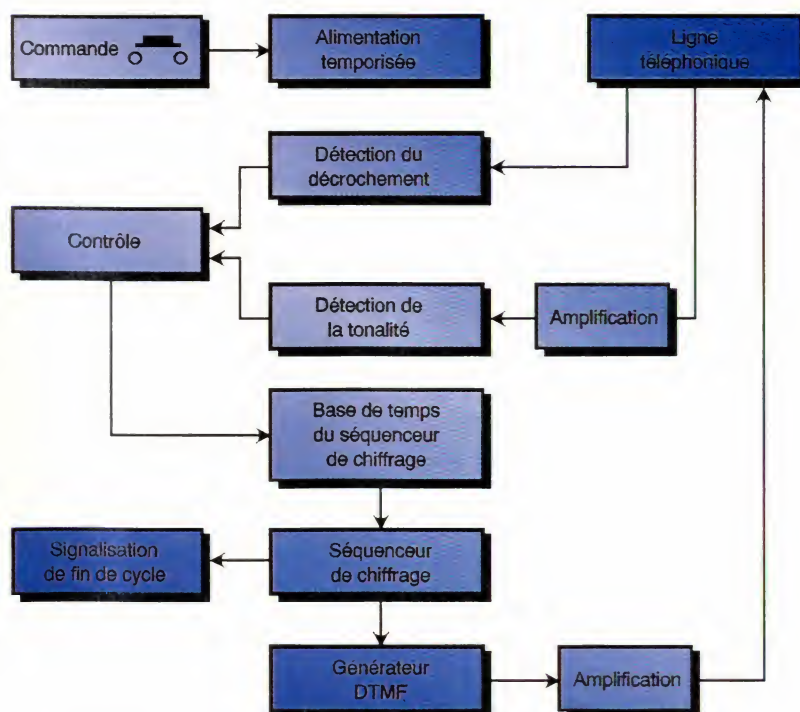 Commande
Alimentation
temporisée
Ligne
téléphonique
Détection du
décrochement
Contrôle
Détection de
la tonalité
Amplification
Base de temps
du séquenceur
de chiffrage
Signalisation
de fin de cycle
Séquenceur
de chiffrage
Générateur
DTMF
Amplification